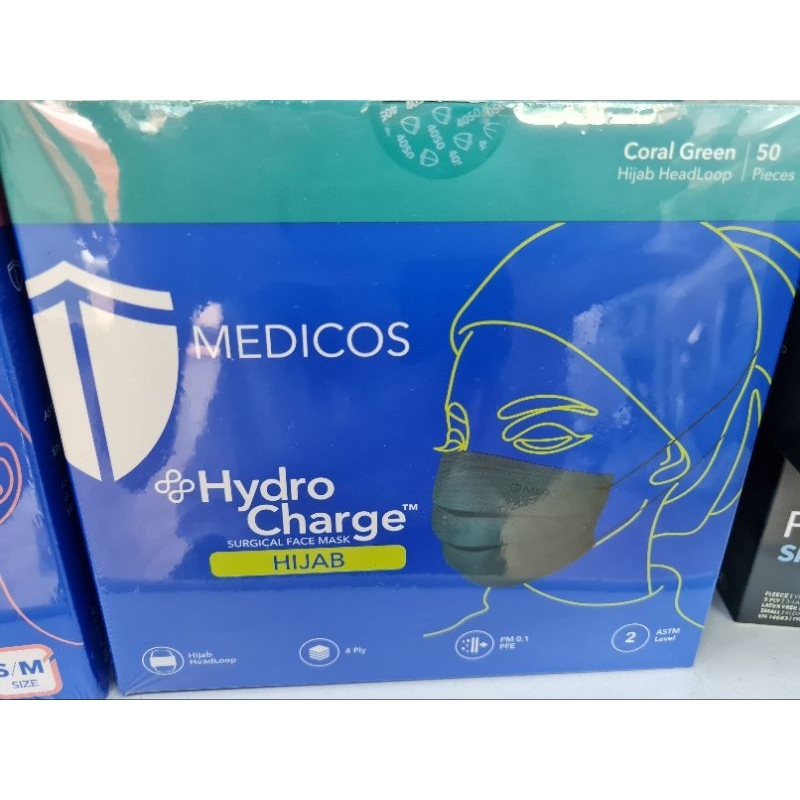 Coral Green | 50
Hijab HeadLoop | Pieces
4050
MEDICOS
Hydro
Charge™
SURGICAL FACE MASK
HIJAB
Hijab
HeadLoop
4 Ply
PM 0.1
PFE
2
ASTM
Level
S/M
SIZE